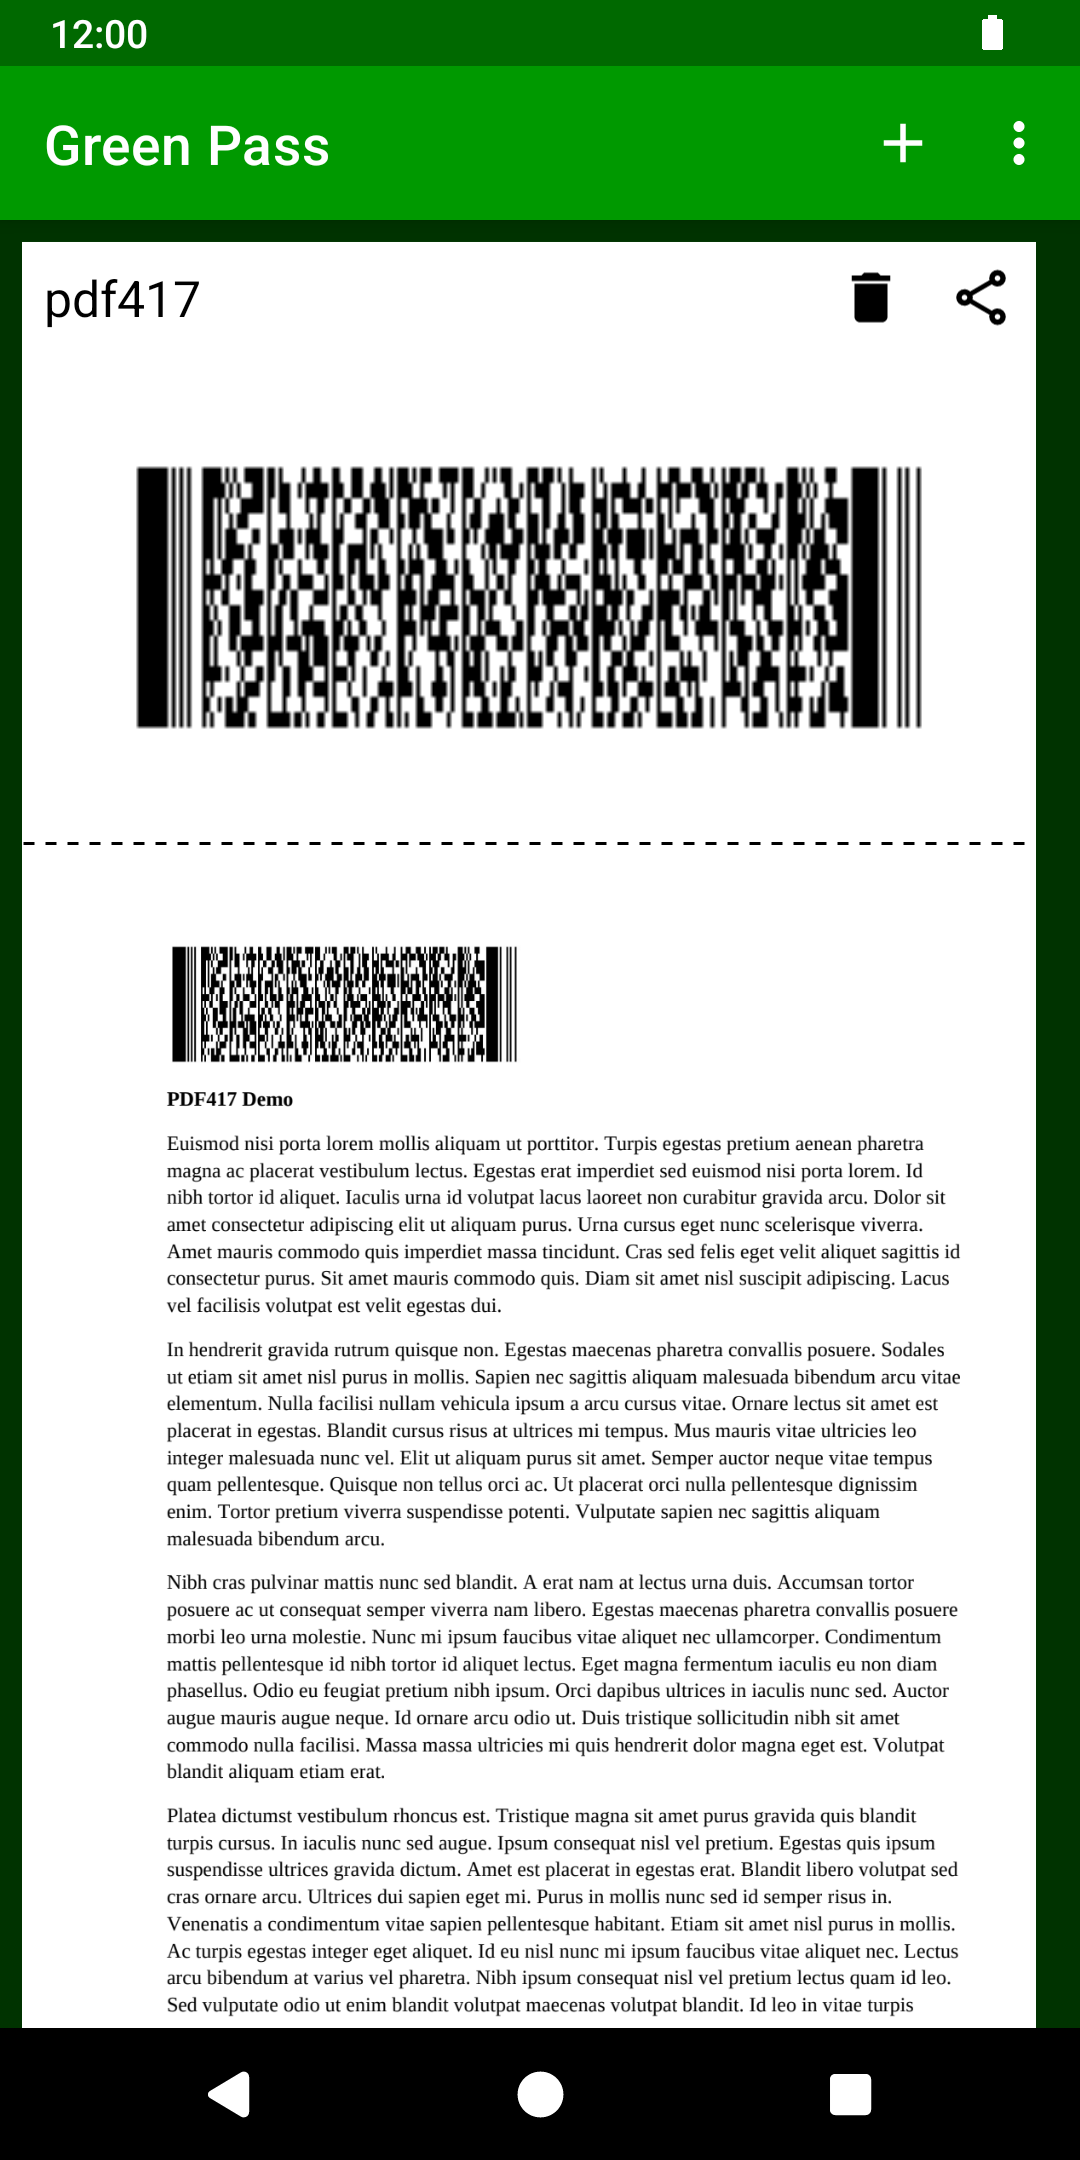 12:00
Green Pass
pdf417
PDF417 Demo
Euismod nisi porta lorem mollis aliquam ut porttitor. Turpis egestas pretium aenean pharetra
magna ac placerat vestibulum lectus. Egestas erat imperdiet sed euismod nisi porta lorem. Id
nibh tortor id aliquet. Iaculis urna id volutpat lacus laoreet non curabitur gravida arcu. Dolor sit
amet consectetur adipiscing elit ut aliquam purus. Urna cursus eget nunc scelerisque viverra.
Amet mauris commodo quis imperdiet massa tincidunt. Cras sed felis eget velit aliquet sagittis id
consectetur purus. Sit amet mauris commodo quis. Diam sit amet nisl suscipit adipiscing. Lacus
vel facilisis volutpat est velit egestas dui.
In hendrerit gravida rutrum quisque non. Egestas maecenas pharetra convallis posuere. Sodales
ut etiam sit amet nisl purus in mollis. Sapien nec sagittis aliquam malesuada bibendum arcu vitae
elementum. Nulla facilisi nullam vehicula ipsum a arcu cursus vitae. Ornare lectus sit amet est
placerat in egestas. Blandit cursus risus at ultrices mi tempus. Mus mauris vitae ultricies leo
integer malesuada nunc vel. Elit ut aliquam purus sit amet. Semper auctor neque vitae tempus
quam pellentesque. Quisque non tellus orci ac. Ut placerat orci nulla pellentesque dignissim
enim. Tortor pretium viverra suspendisse potenti. Vulputate sapien nec sagittis aliquam
malesuada bibendum arcu.
Nibh cras pulvinar mattis nunc sed blandit. A erat nam at lectus urna duis. Accumsan tortor
posuere ac ut consequat semper viverra nam libero. Egestas maecenas pharetra convallis posuere
morbi leo urna molestie. Nunc mi ipsum faucibus vitae aliquet nec ullamcorper. Condimentum
mattis pellentesque id nibh tortor id aliquet lectus. Eget magna fermentum iaculis eu non diam
phasellus. Odio eu feugiat pretium nibh ipsum. Orci dapibus ultrices in iaculis nunc sed. Auctor
augue mauris augue neque. Id ornare arcu odio ut. Duis tristique sollicitudin nibh sit amet
commodo nulla facilisi. Massa massa ultricies mi quis hendrerit dolor magna eget est. Volutpat
blandit aliquam etiam erat.
Platea dictumst vestibulum rhoncus est. Tristique magna sit amet purus gravida quis blandit
turpis cursus. In iaculis nunc sed augue. Ipsum consequat nisl vel pretium. Egestas quis ipsum
suspendisse ultrices gravida dictum. Amet est placerat in egestas erat. Blandit libero volutpat sed
cras ornare arcu. Ultrices dui sapien eget mi. Purus in mollis nunc sed id semper risus in.
Venenatis a condimentum vitae sapien pellentesque habitant. Etiam sit amet nisl purus in mollis.
Ac turpis egestas integer eget aliquet. Id eu nisl nunc mi ipsum faucibus vitae aliquet nec. Lectus
arcu bibendum at varius vel pharetra. Nibh ipsum consequat nisl vel pretium lectus quam id leo.
Sed vulputate odio ut enim blandit volutpat maecenas volutpat blandit. Id leo in vitae turpis